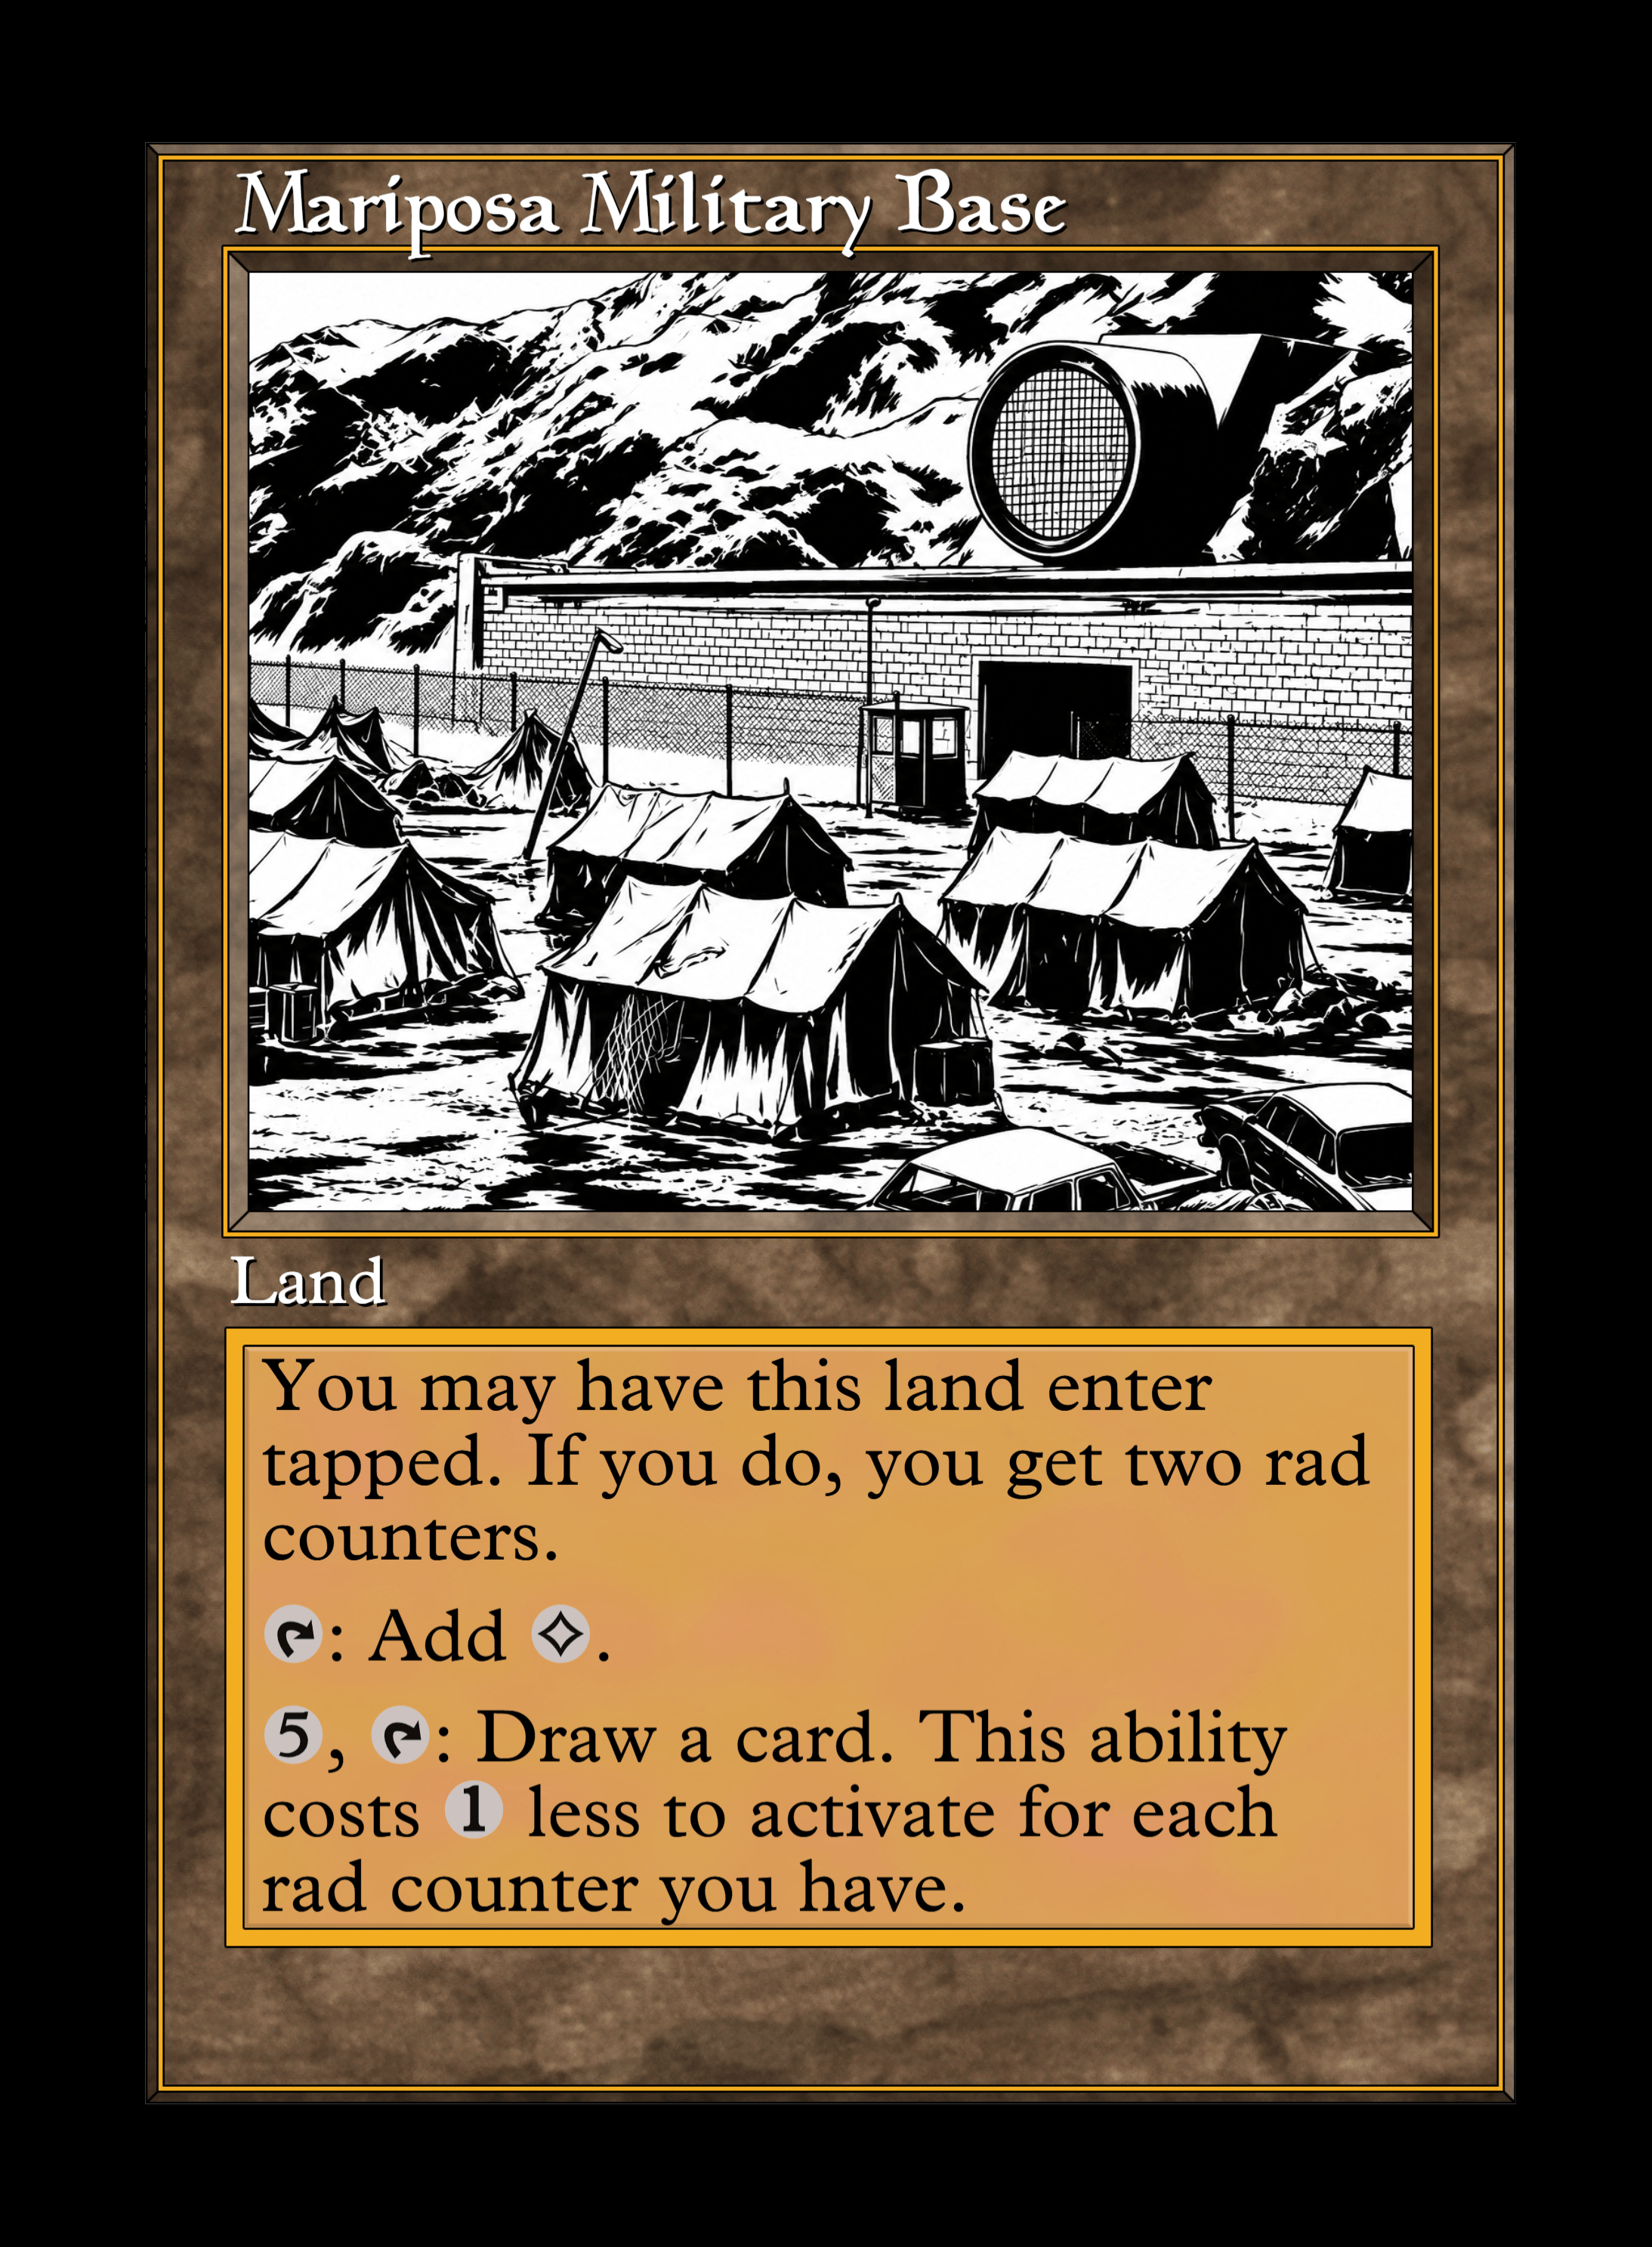 Mariposa Military Base
Land
You may have this land enter
tapped. If you do, you get two rad
counters.
: Add .
5, : Draw a card. This ability
costs 1 less to activate for each
rad counter you have.